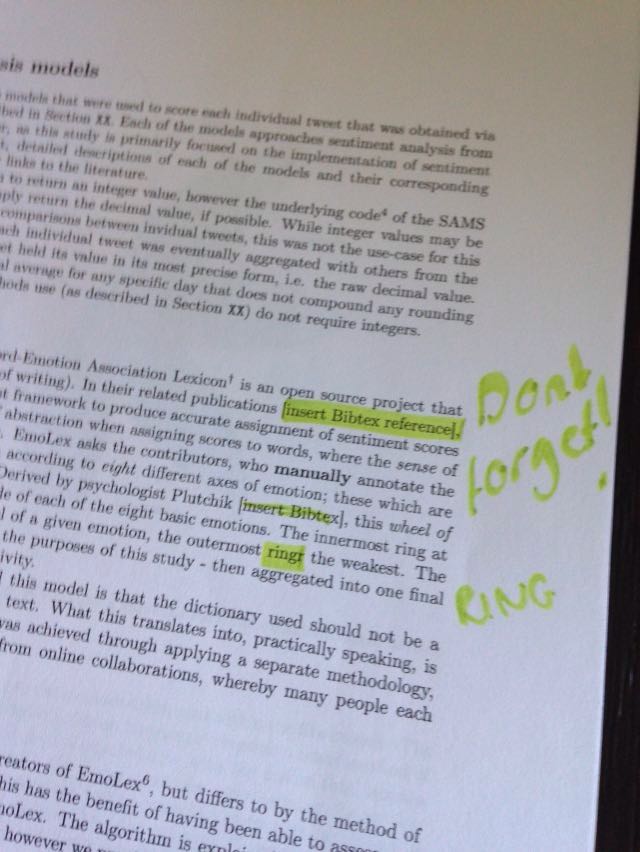 sis models
models that were used to score each individual tweet that was obtained via
bed in Section XX. Each of the models approaches sentiment analysis from
r, as this study is primarily focused on the implementation of sentiment
t, detailed descriptions of each of the models and their corresponding
links to the literature.
to return an integer value, however the underlying code⁴ of the SAMS
ply return the decimal value, if possible. While integer values may be
comparisons between invidual tweets, this was not the use-case for this
ach individual tweet was eventually aggregated with others from the
et held its value in its most precise form, i.e. the raw decimal value.
al average for any specific day that does not compound any rounding
hods use (as described in Section XX) do not require integers.
rd-Emotion Association Lexicon† is an open source project that
of writing). In their related publications [insert Bibtex reference],
t framework to produce accurate assignment of sentiment scores
abstraction when assigning scores to words, where the sense of
. EmoLex asks the contributors, who manually annotate the
according to eight different axes of emotion; these which are
Derived by psychologist Plutchik [insert Bibtex], this wheel of
de of each of the eight basic emotions. The innermost ring at
l of a given emotion, the outermost ringr the weakest. The
the purposes of this study - then aggregated into one final
ivity.
Dont
forget!
RING
this model is that the dictionary used should not be a
text. What this translates into, practically speaking, is
was achieved through applying a separate methodology,
from online collaborations, whereby many people each
reators of EmoLex⁶, but differs to by the method of
his has the benefit of having been able to assess
moLex. The algorithm is
however we